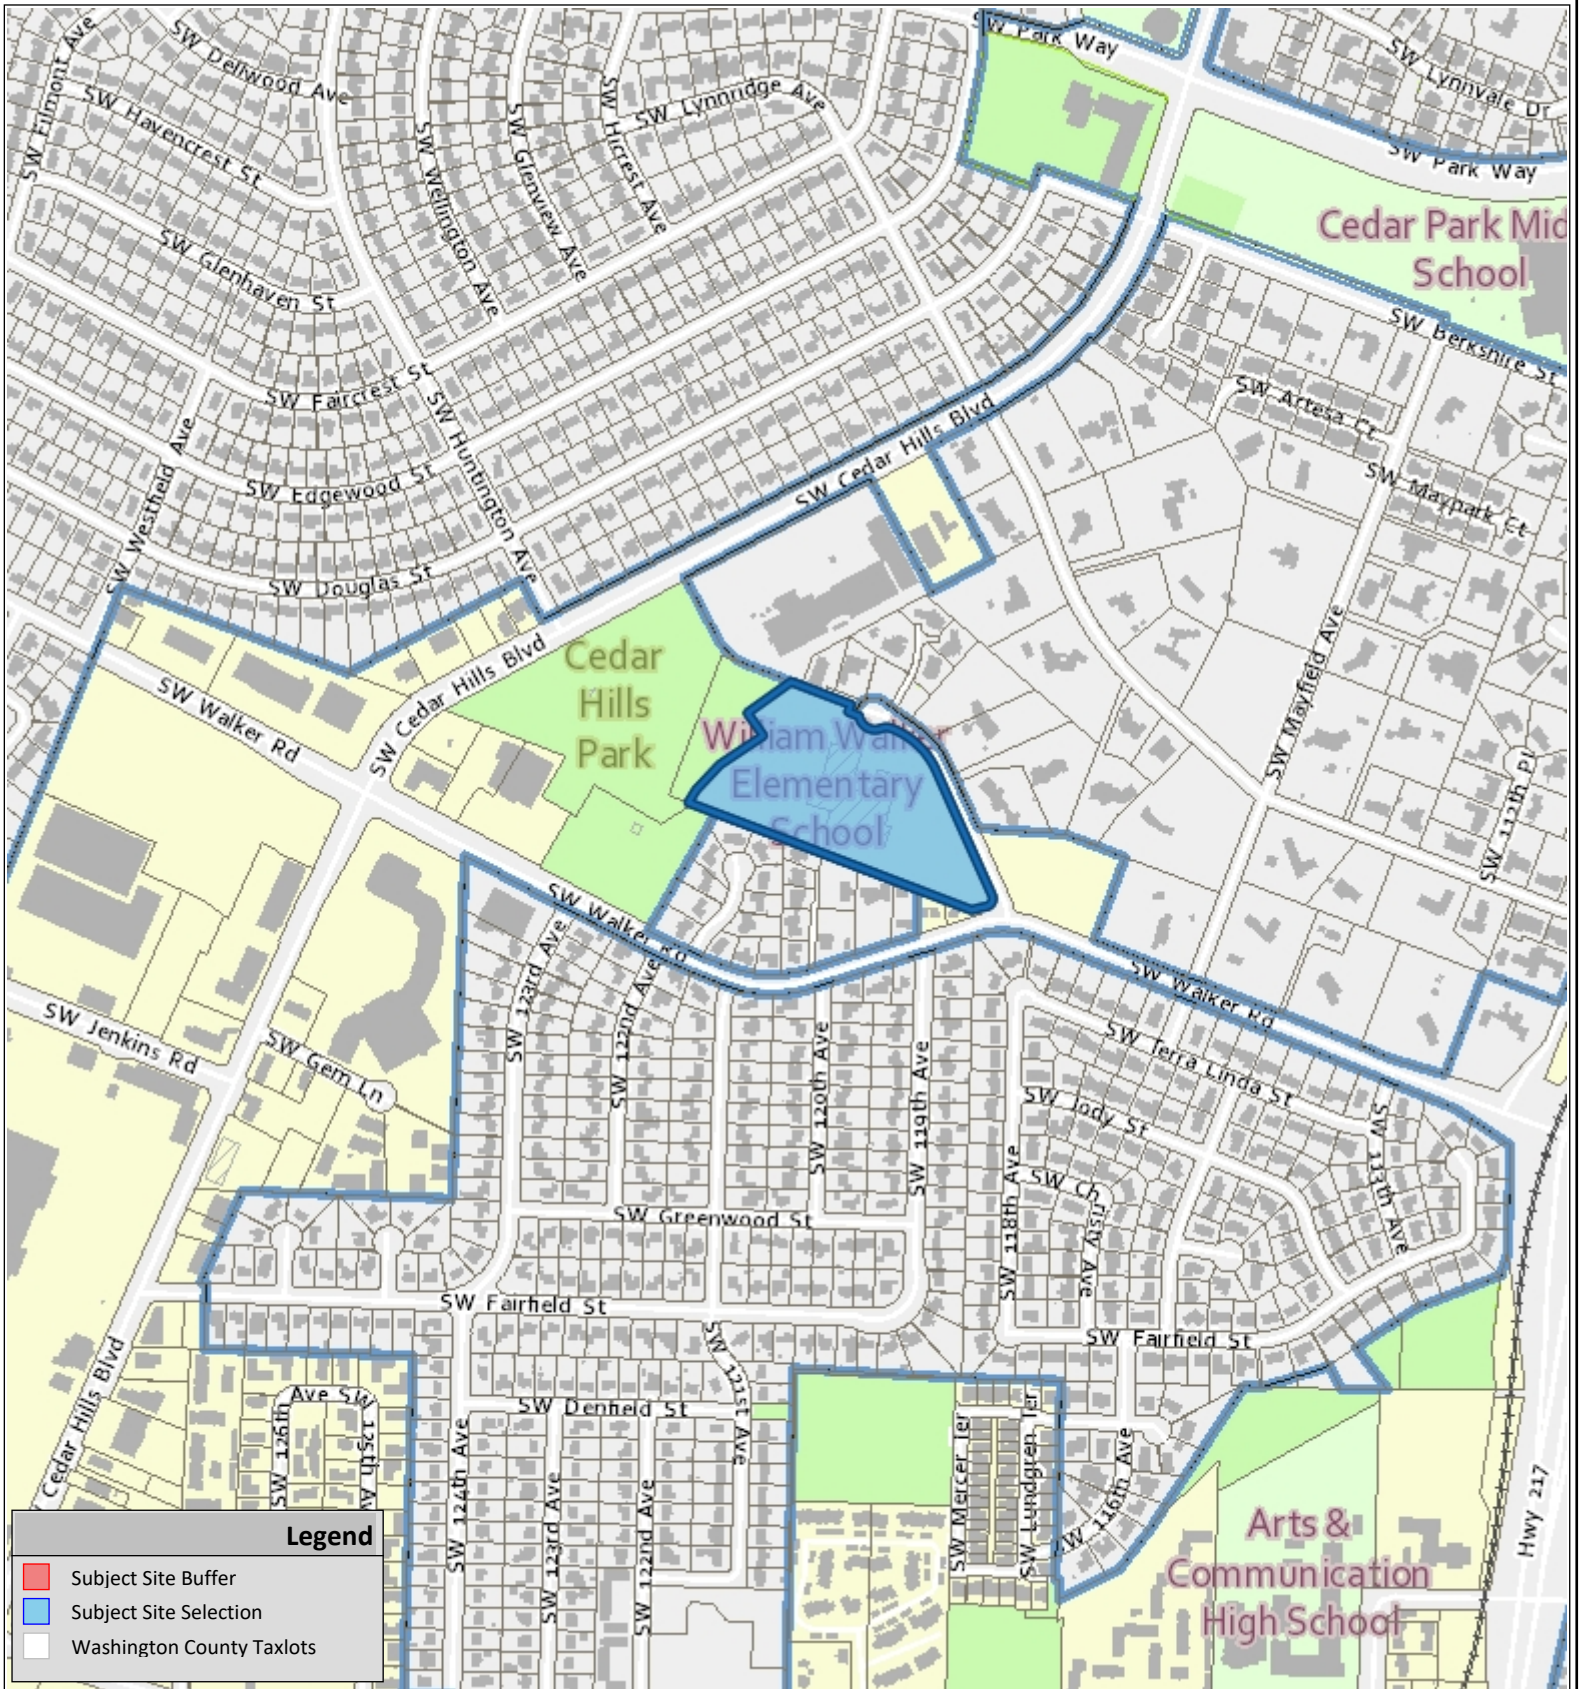 SW Park Way
SW Lynnvale Dr
SW Filmont Ave
SW Dellwood Ave
SW Havencrest St
SW Wellington Ave
SW Glenview Ave
SW Hilcrest Ave
SW Lynnridge Ave
SW Park Way
Cedar Park Mid
School
SW Glenhaven St
SW Berkshire St
SW Faircrest St
SW Huntington Ave
SW Artesa Ct
SW Cedar Hills Blvd
SW Maypark Ct
SW Edgewood St
SW Westfield Ave
SW Douglas St
SW Mayfield Ave
Cedar
Hills
Park
SW Walker Rd
SW Cedar Hills Blvd
William Walker
Elementary
School
SW 113th Pl
SW Walker Rd
SW 123rd Ave
SW 122nd Ave
SW Walker Rd
SW Jenkins Rd
SW Gem Ln
SW 120th Ave
SW 119th Ave
SW Terra Linda St
SW Jody St
SW 113th Ave
SW 118th Ave
SW Christy Ave
SW Greenwood St
SW Fairfield St
SW Fairfield St
SW 121st Ave
Cedar Hills Blvd
SW 126th Ave
SW 125th Av
SW Denfield St
SW 124th Ave
SW 123rd Ave
SW 122nd Ave
SW Mercer Ter
SW Lundgren Ter
SW 116th Ave
Arts &
Communication
High School
Hwy 217
Legend
Subject Site Buffer
Subject Site Selection
Washington County Taxlots